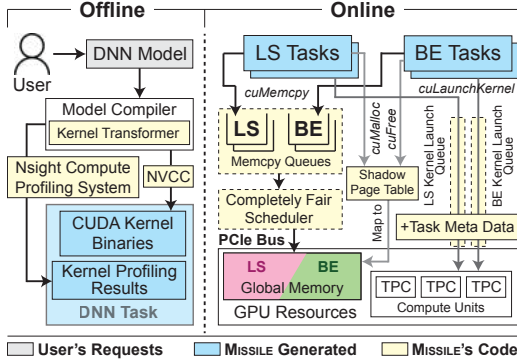 Offline
Online
User
DNN Model
Model Compiler
Kernel Transformer
Nsight Compute
Profiling System
NVCC
CUDA Kernel
Binaries
Kernel Profiling
Results
DNN Task
LS Tasks
BE Tasks
cuMemcpy
cuLaunchKernel
LS
BE
Memcpy Queues
cuMalloc
cuFree
LS Kernel Launch
Queue
BE Kernel Launch
Queue
Completely Fair
Scheduler
Shadow
Page Table
Map to
+Task Meta Data
PCIe Bus
LS
BE
Global Memory
TPC
TPC
TPC
Compute Units
GPU Resources
User's Requests
MISSILE Generated
MISSILE's Code